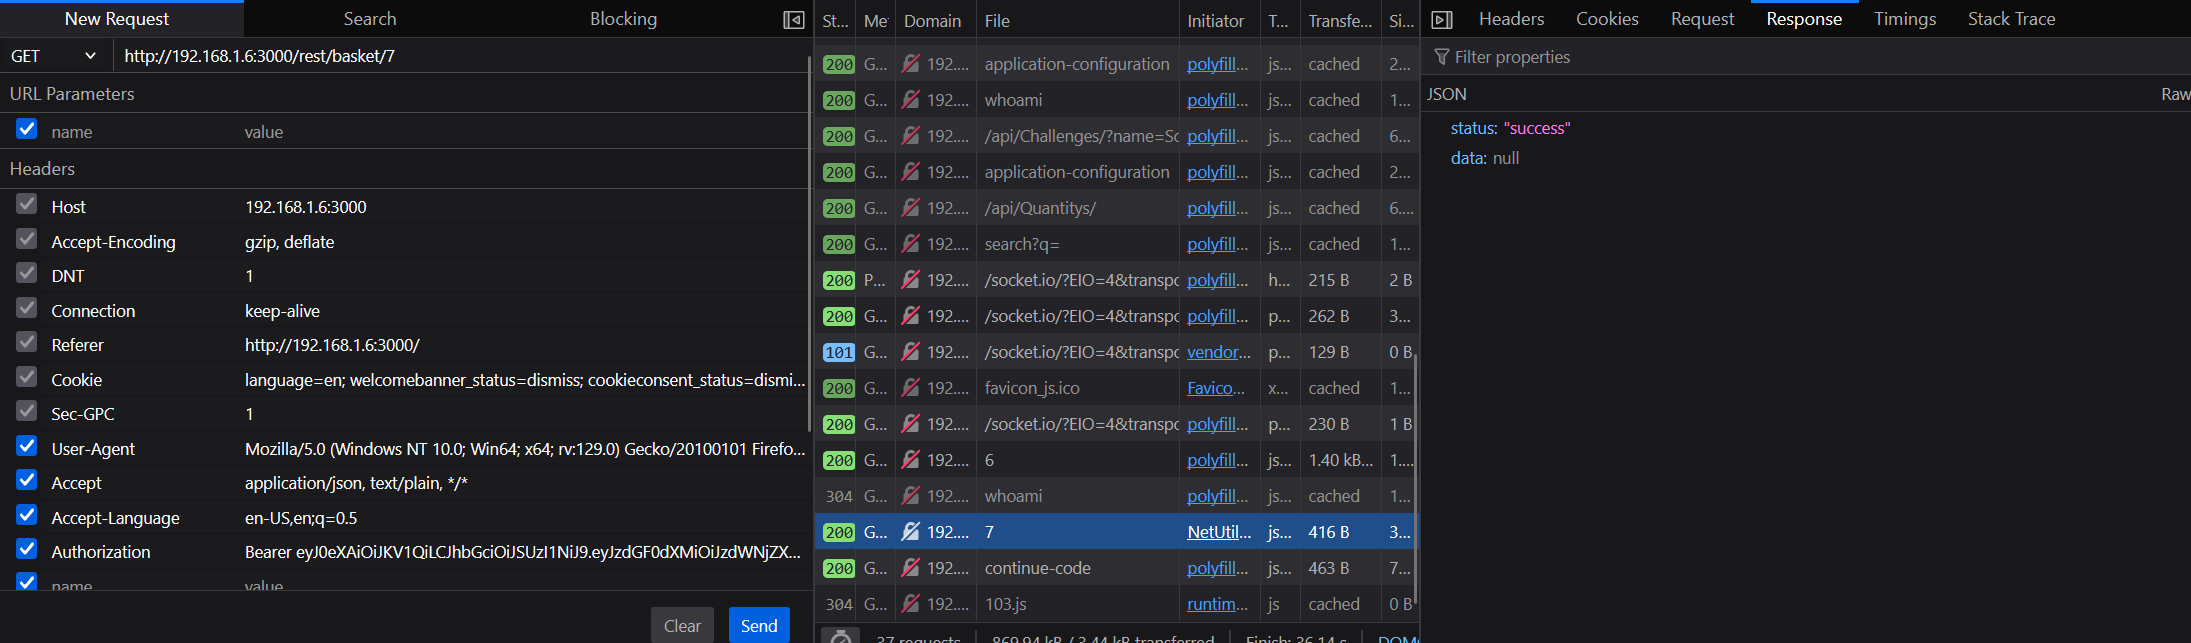 New Request Search Blocking
GET http://192.168.1.6:3000/rest/basket/7
URL Parameters
name value
Headers
Host 192.168.1.6:3000
Accept-Encoding gzip, deflate
DNT 1
Connection keep-alive
Referer http://192.168.1.6:3000/
Cookie language=en; welcomebanner_status=dismiss; cookieconsent_status=dismi...
Sec-GPC 1
User-Agent Mozilla/5.0 (Windows NT 10.0; Win64; x64; rv:129.0) Gecko/20100101 Firefo...
Accept application/json, text/plain, */*
Accept-Language en-US,en;q=0.5
Authorization Bearer eyJ0eXAiOiJKV1QiLCJhbGciOiJSUzI1NiJ9.eyJzdGF0dXMiOiJzdWNjZX...
name value
Clear Send
St... Me Domain File Initiator T... Transfe... Si...
200 G... 192.... application-configuration polyfill... js... cached 2...
200 G... 192.... whoami polyfill... js... cached 1...
200 G... 192.... /api/Challenges/?name=Sc polyfill... js... cached 6...
200 G... 192.... application-configuration polyfill... js... cached 2...
200 G... 192.... /api/Quantitys/ polyfill... js... cached 6....
200 G... 192.... search?q= polyfill... js... cached 1...
200 P... 192.... /socket.io/?EIO=4&transpo polyfill... h... 215 B 2 B
200 G... 192.... /socket.io/?EIO=4&transpo polyfill... p... 262 B 3...
101 G... 192.... /socket.io/?EIO=4&transpo vendor... p... 129 B 0 B
200 G... 192.... favicon_js.ico Favico... x... cached 1...
200 G... 192.... /socket.io/?EIO=4&transpo polyfill... p... 230 B 1 B
200 G... 192.... 6 polyfill... js... 1.40 kB... 1....
304 G... 192.... whoami polyfill... js... cached 1...
200 G... 192.... 7 NetUtil... js... 416 B 3...
200 G... 192.... continue-code polyfill... js... 463 B 7...
304 G... 192.... 103.js runtim... js cached 0 B
37 requests 869.94 kB / 3.44 kB transferred Finish: 36.14 s DOMC
Headers Cookies Request Response Timings Stack Trace
Filter properties
JSON Raw
status: "success"
data: null